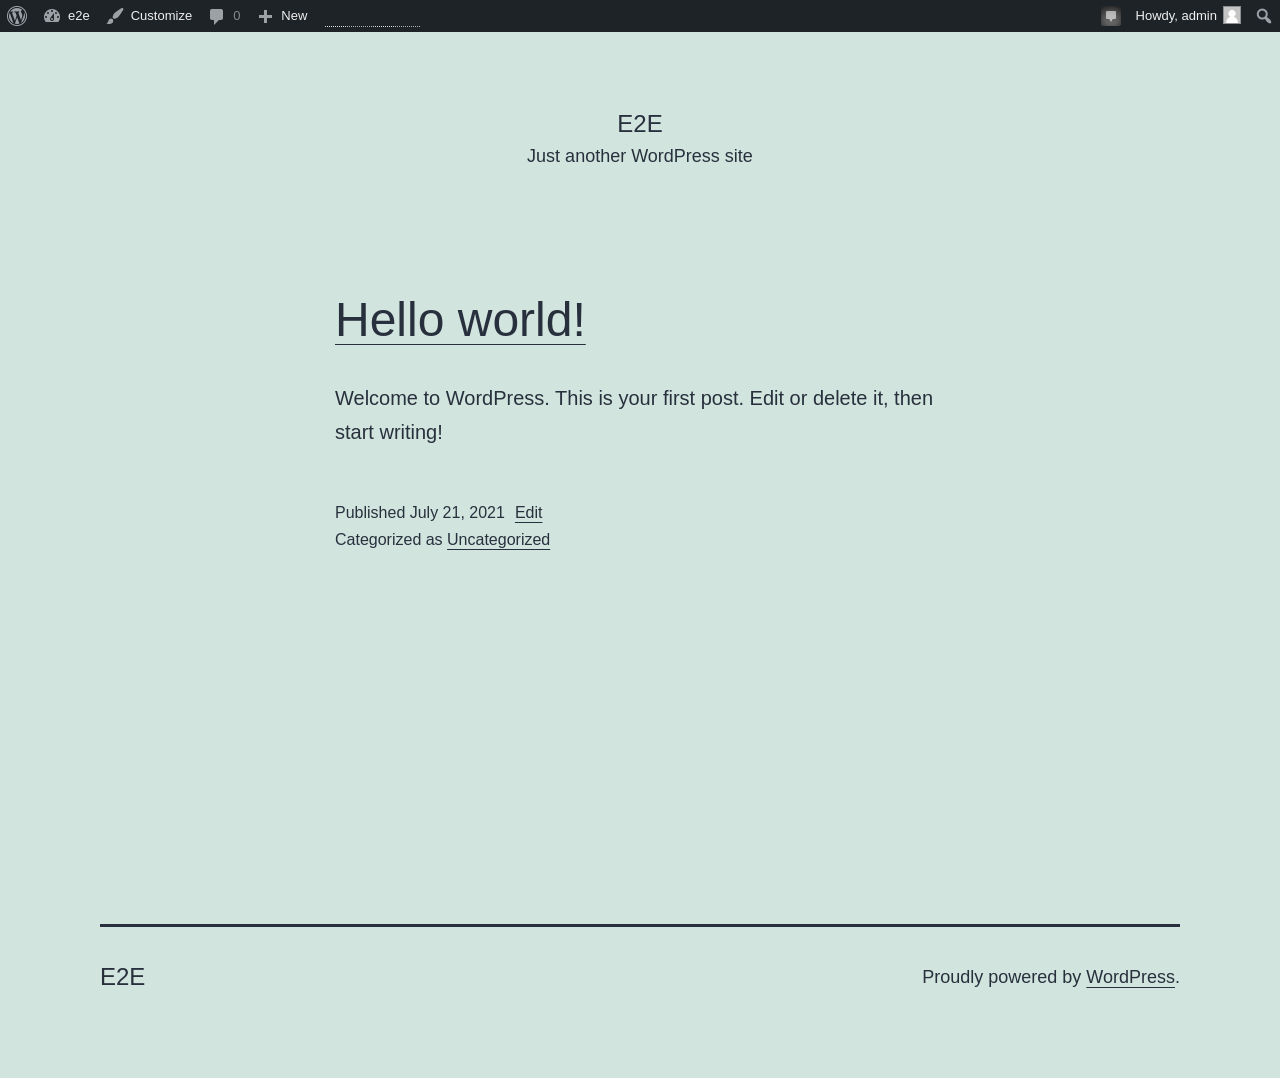 e2e Customize 0 New Howdy, admin
E2E
Just another WordPress site
Hello world!
Welcome to WordPress. This is your first post. Edit or delete it, then
start writing!
Published July 21, 2021 Edit
Categorized as Uncategorized
E2E Proudly powered by WordPress.